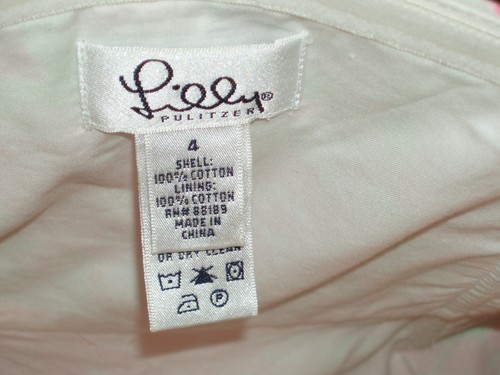 Lilly®
PULITZER
4
SHELL:
100% COTTON
LINING:
100% COTTON
RN# 88189
MADE IN
CHINA
OR DRY CLEAN
P